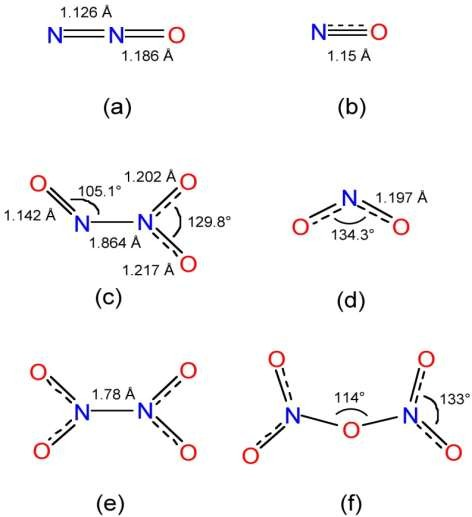 1.126 Å
N N O
1.186 Å
(a)
N O
1.15 Å
(b)
O 1.202 Å O
105.1°
1.142 Å N N 129.8°
1.864 Å
1.217 Å O
(c)
N 1.197 Å
O O
134.3°
(d)
O 1.78 Å O
N N
O O
(e)
O O
N 114° N 133°
O
O O
(f)